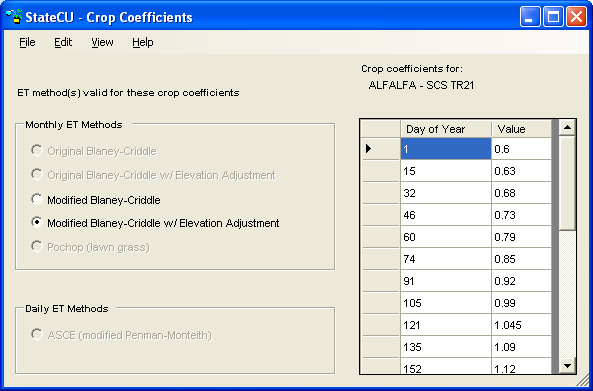 StateCU - Crop Coefficients
File Edit View Help
Crop coefficients for:
ALFALFA - SCS TR21
ET method(s) valid for these crop coefficients
Monthly ET Methods
Original Blaney-Criddle
Original Blaney-Criddle w/ Elevation Adjustment
Modified Blaney-Criddle
Modified Blaney-Criddle w/ Elevation Adjustment
Pochop (lawn grass)
Daily ET Methods
ASCE (modified Penman-Monteith)
Day of Year Value
1 0.6
15 0.63
32 0.68
46 0.73
60 0.79
74 0.85
91 0.92
105 0.99
121 1.045
135 1.09
152 1.12